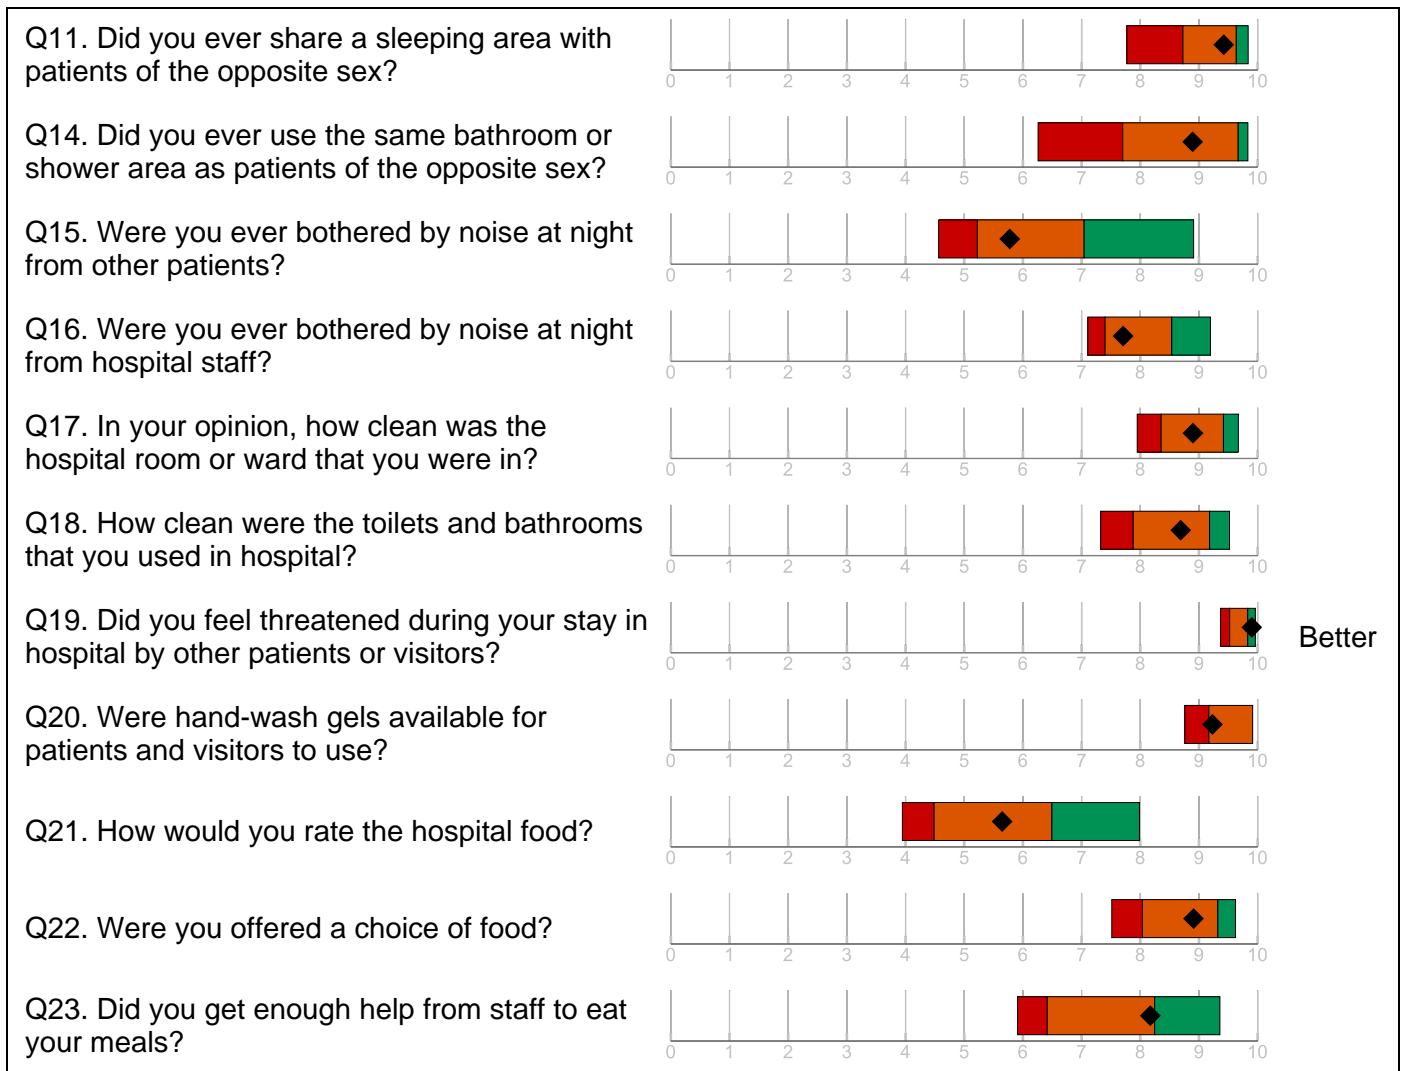 Q11. Did you ever share a sleeping area with
patients of the opposite sex?
0 1 2 3 4 5 6 7 8 9 10
Q14. Did you ever use the same bathroom or
shower area as patients of the opposite sex?
0 1 2 3 4 5 6 7 8 9 10
Q15. Were you ever bothered by noise at night
from other patients?
0 1 2 3 4 5 6 7 8 9 10
Q16. Were you ever bothered by noise at night
from hospital staff?
0 1 2 3 4 5 6 7 8 9 10
Q17. In your opinion, how clean was the
hospital room or ward that you were in?
0 1 2 3 4 5 6 7 8 9 10
Q18. How clean were the toilets and bathrooms
that you used in hospital?
0 1 2 3 4 5 6 7 8 9 10
Q19. Did you feel threatened during your stay in
hospital by other patients or visitors?
0 1 2 3 4 5 6 7 8 9 10
Better
Q20. Were hand-wash gels available for
patients and visitors to use?
0 1 2 3 4 5 6 7 8 9 10
Q21. How would you rate the hospital food?
0 1 2 3 4 5 6 7 8 9 10
Q22. Were you offered a choice of food?
0 1 2 3 4 5 6 7 8 9 10
Q23. Did you get enough help from staff to eat
your meals?
0 1 2 3 4 5 6 7 8 9 10